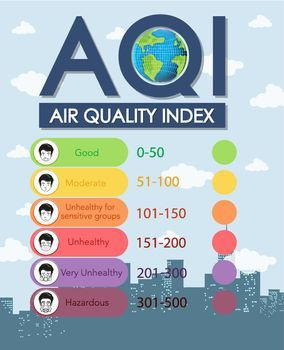 AQI
AIR QUALITY INDEX
Good 0-50
Moderate 51-100
Unhealthy for
sensitive groups 101-150
Unhealthy 151-200
Very Unhealthy 201-300
Hazardous 301-500